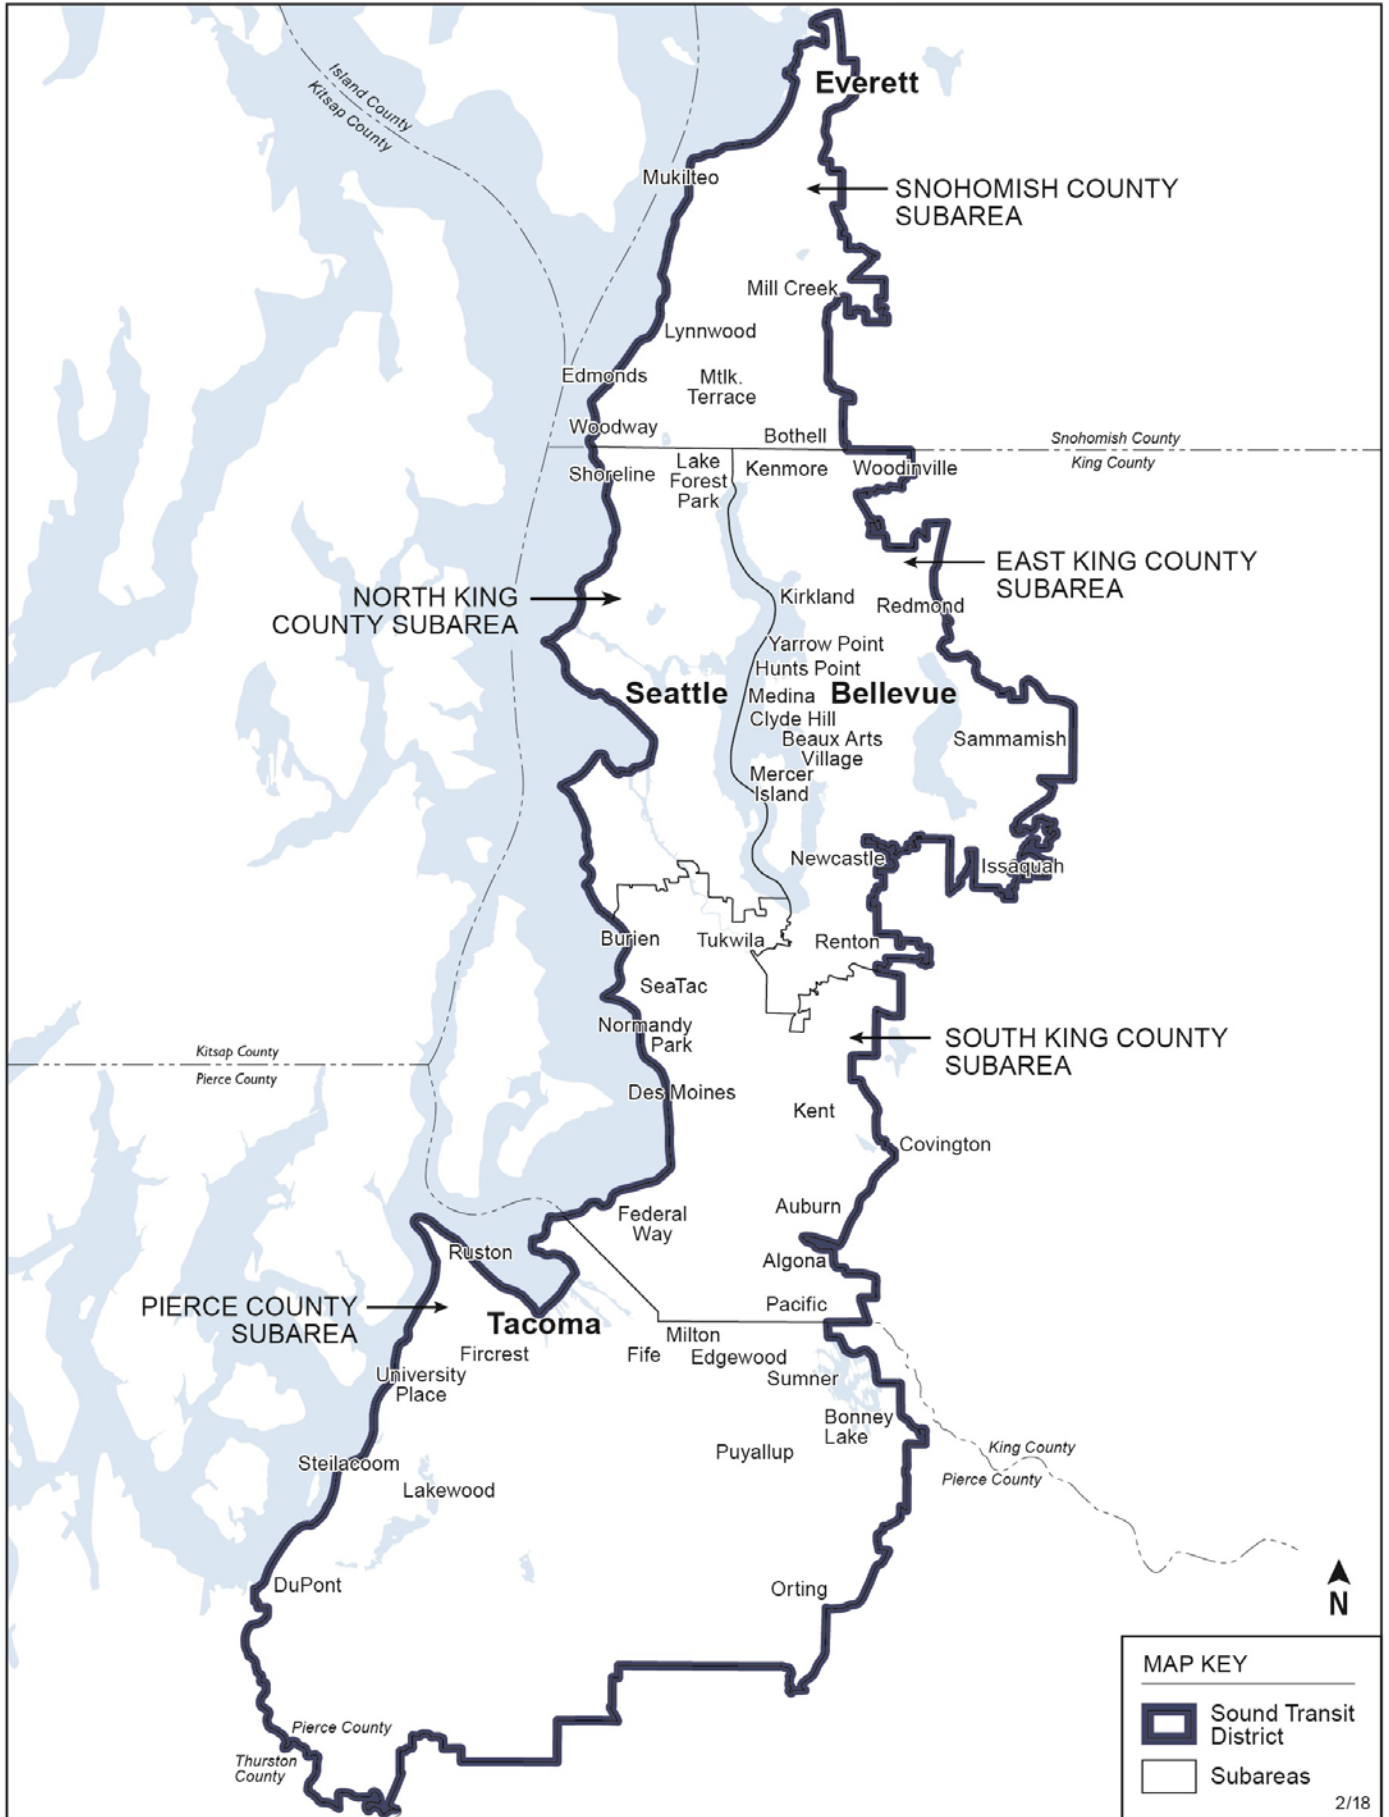 Everett
Island County
Kitsap County
Mukilteo
SNOHOMISH COUNTY
SUBAREA
Mill Creek
Lynnwood
Edmonds
Mtlk.
Terrace
Woodway
Bothell
Snohomish County
King County
Shoreline
Lake
Forest
Park
Kenmore
Woodinville
EAST KING COUNTY
SUBAREA
NORTH KING
COUNTY SUBAREA
Kirkland
Redmond
Yarrow Point
Hunts Point
Seattle
Medina
Bellevue
Clyde Hill
Beaux Arts
Village
Sammamish
Mercer
Island
Newcastle
Issaquah
Burien
Tukwila
Renton
SeaTac
Normandy
Park
SOUTH KING COUNTY
SUBAREA
Kitsap County
Pierce County
Des Moines
Kent
Covington
Auburn
Federal
Way
Ruston
Algona
PIERCE COUNTY
SUBAREA
Pacific
Tacoma
Milton
Fircrest
Fife
Edgewood
University
Place
Sumner
Bonney
Lake
Puyallup
King County
Pierce County
Steilacoom
Lakewood
DuPont
Orting
N
Pierce County
Thurston
County
MAP KEY
Sound Transit
District
Subareas
2/18